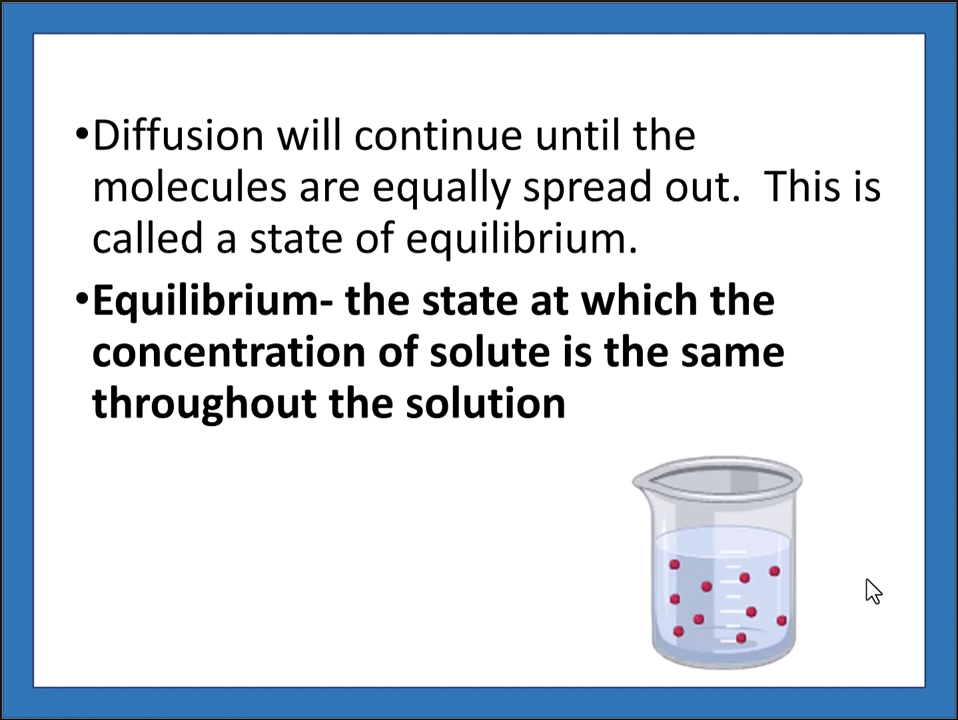 •Diffusion will continue until the
molecules are equally spread out.  This is
called a state of equilibrium.
•Equilibrium- the state at which the
concentration of solute is the same
throughout the solution